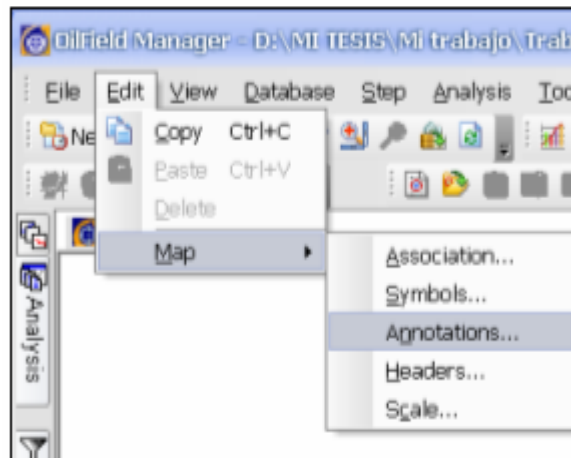 OilField Manager - D:\MI TESIS\Mi trabajo\Trab
File Edit View Database Step Analysis Too
Ne
Copy Ctrl+C
Paste Ctrl+V
Delete
Map
Association...
Symbols...
Annotations...
Headers...
Scale...
Analysis